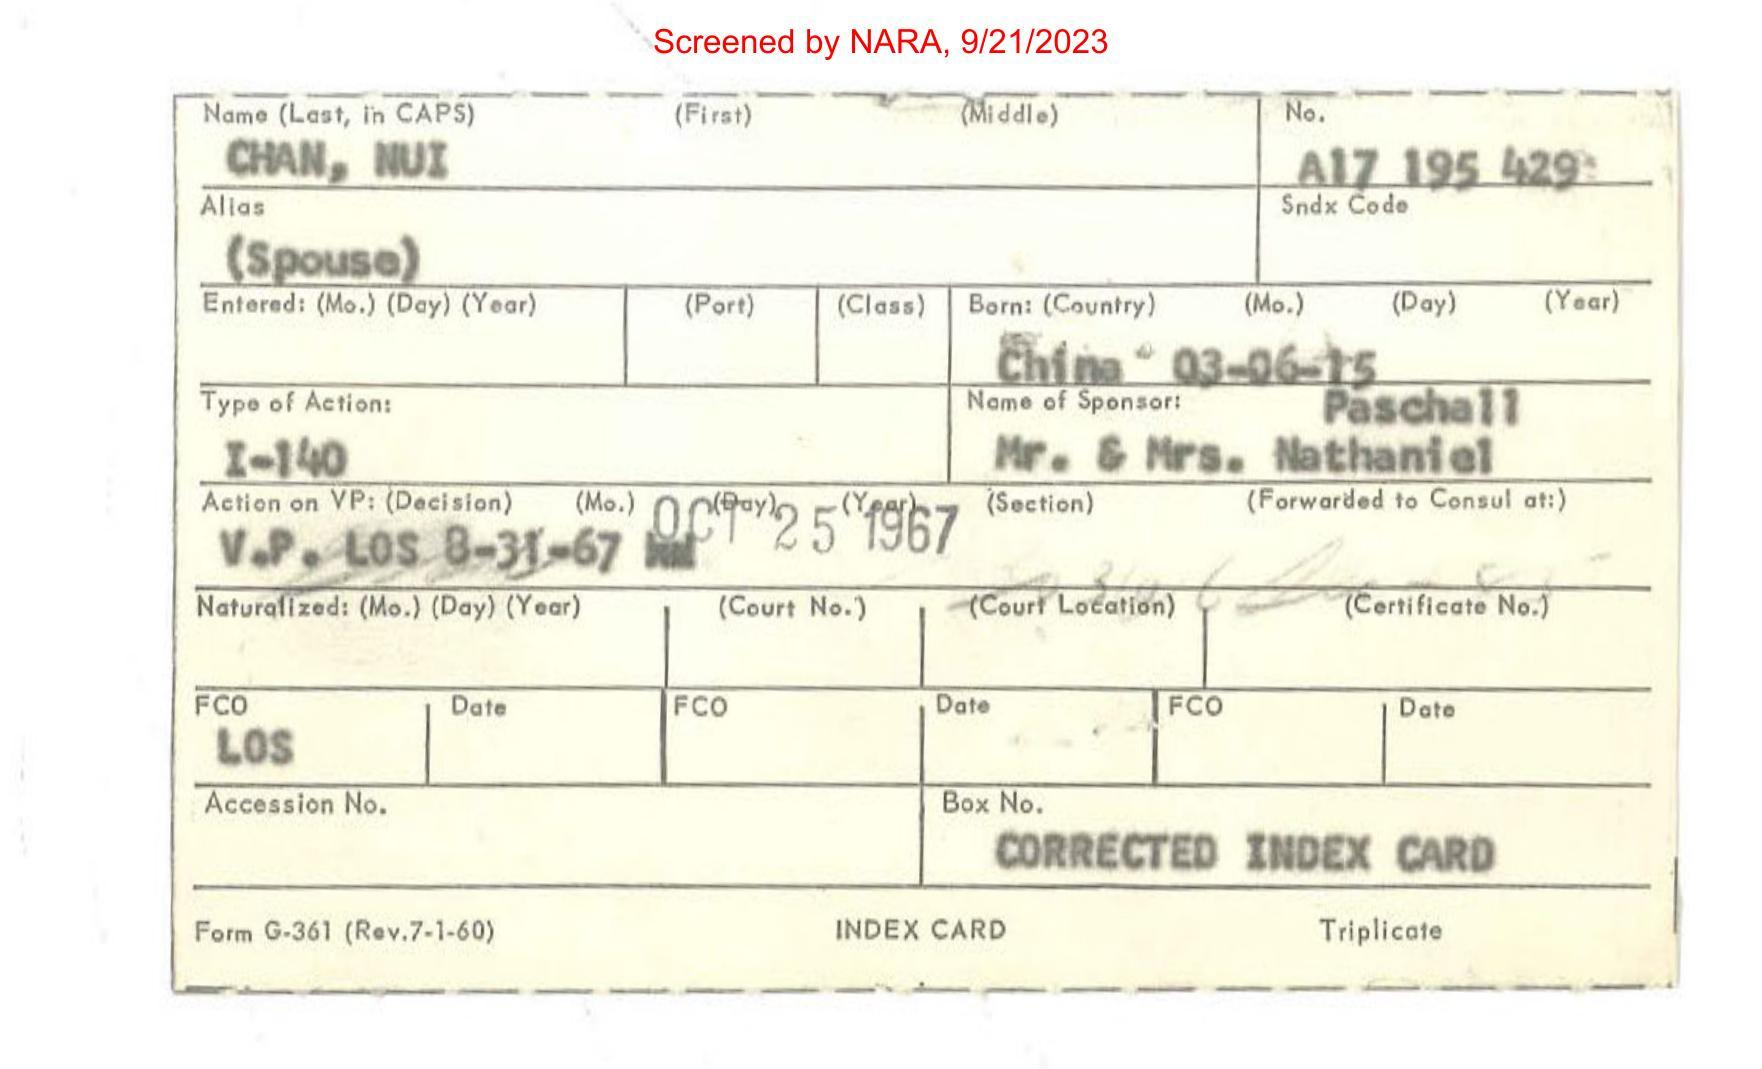 Screened by NARA, 9/21/2023
Name (Last, in CAPS) (First) (Middle) No.
CHAN, NUI A17 195 429
Alias Sndx Code
(Spouse)
Entered: (Mo.) (Day) (Year) (Port) (Class) Born: (Country) (Mo.) (Day) (Year)
China 03-06-15
Type of Action: Name of Sponsor: Paschall
I-140 Mr. & Mrs. Nathaniel
Action on VP: (Decision) (Mo.) (Day) (Year) (Section) (Forwarded to Consul at:)
OCT 25 1967
V.P. LOS 8-31-67
Naturalized: (Mo.) (Day) (Year) (Court No.) (Court Location) (Certificate No.)
FCO Date FCO Date FCO Date
LOS
Accession No. Box No.
CORRECTED INDEX CARD
Form G-361 (Rev.7-1-60) INDEX CARD Triplicate